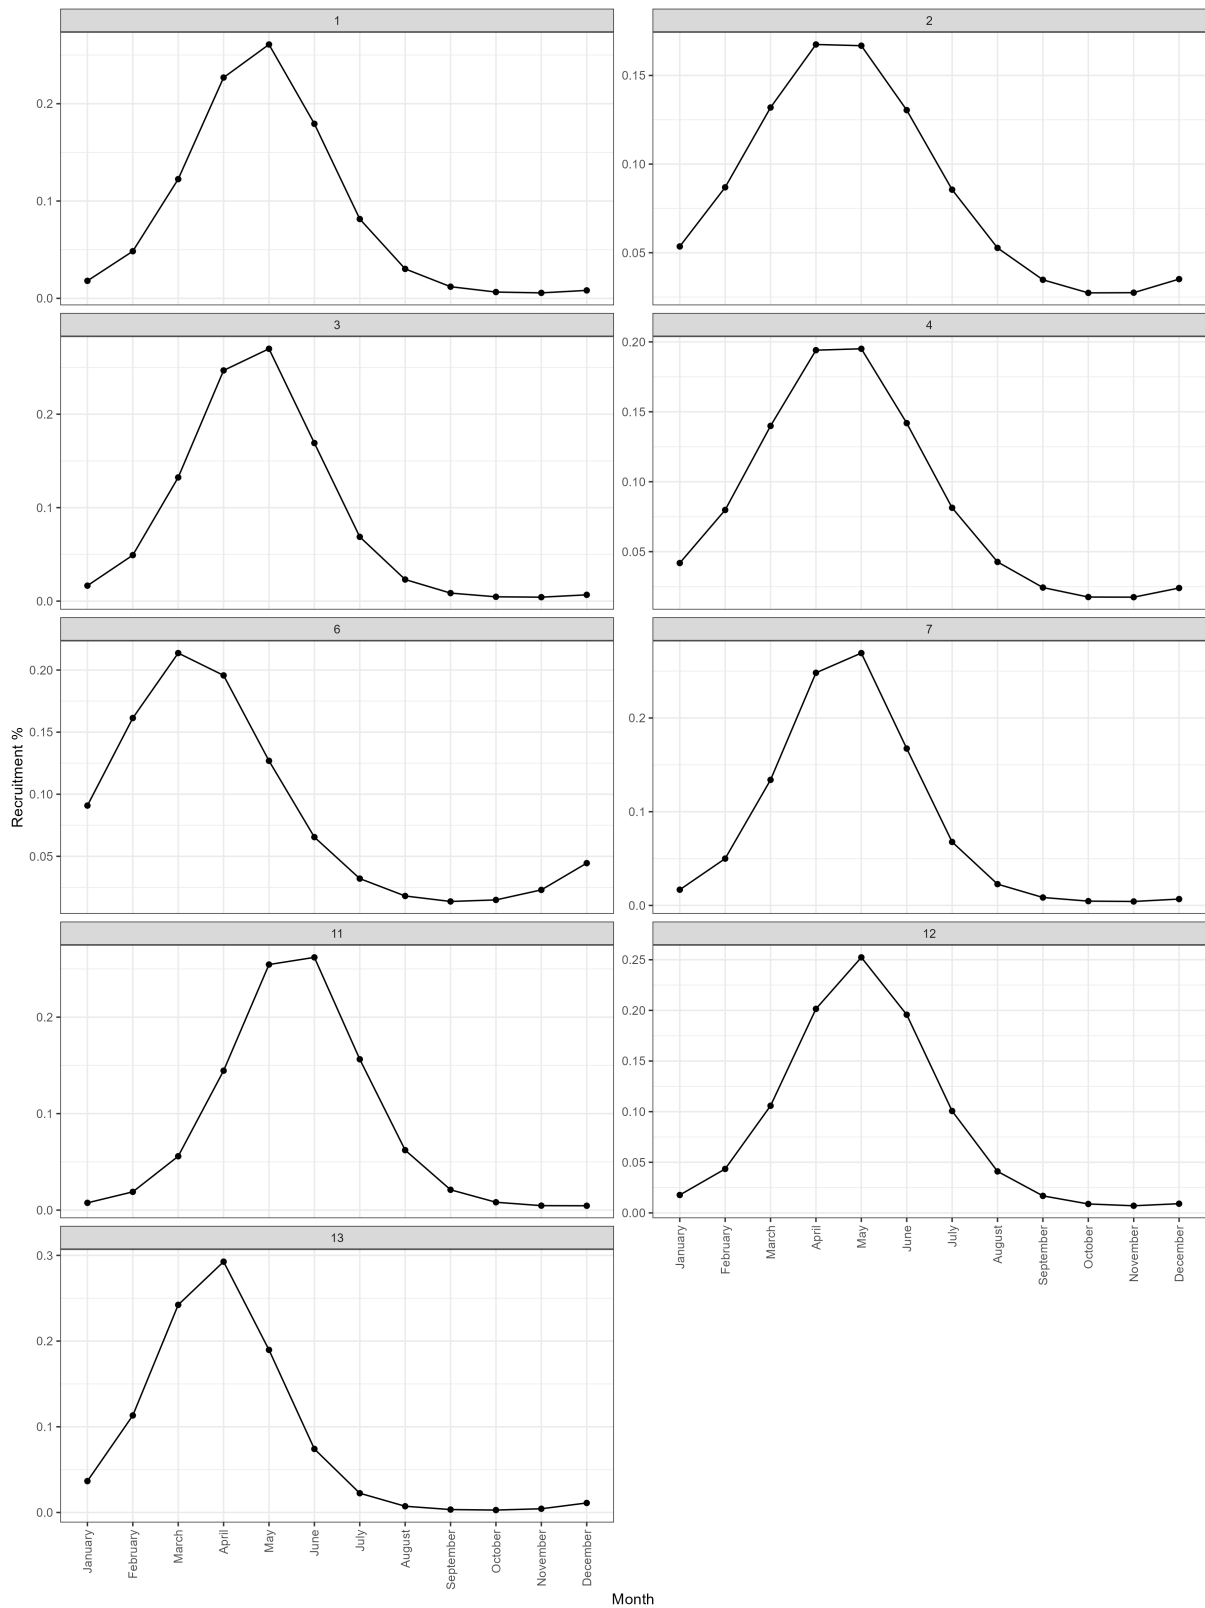 1
2
0.2
0.1
0.0
0.15
0.10
0.05
3
4
0.2
0.1
0.0
0.20
0.15
0.10
0.05
6
7
0.20
0.15
0.10
0.05
0.2
0.1
0.0
Recruitment %
11
12
0.2
0.1
0.0
0.25
0.20
0.15
0.10
0.05
0.00
January
February
March
April
May
June
July
August
September
October
November
December
13
0.3
0.2
0.1
0.0
January
February
March
April
May
June
July
August
September
October
November
December
Month